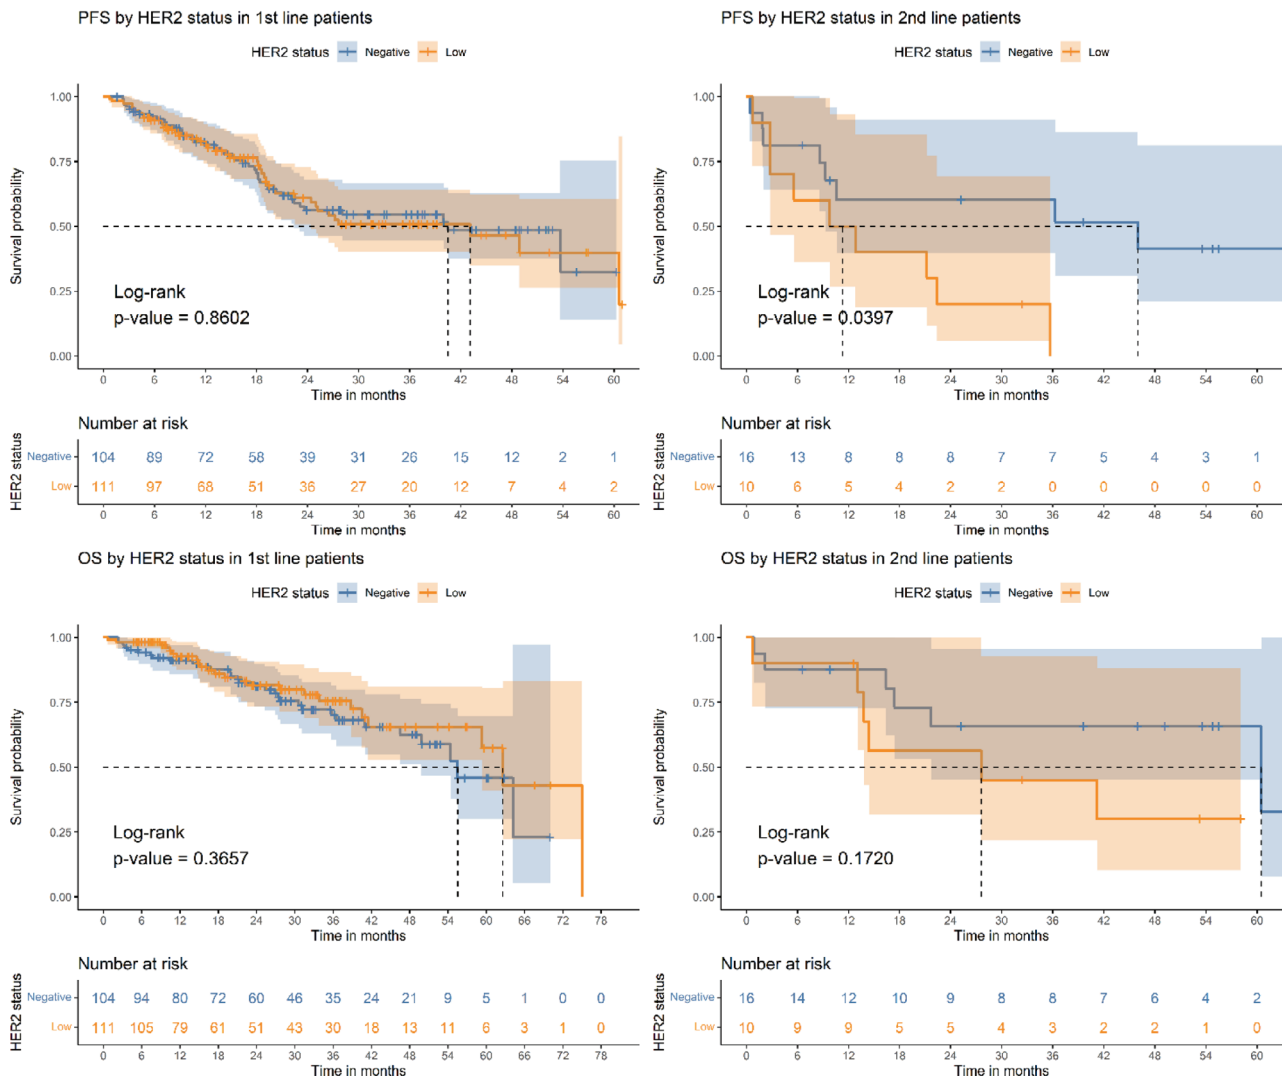 PFS by HER2 status in 1st line patients
HER2 status Negative Low
Survival probability
1.00
0.75
0.50
0.25
0.00
Log-rank
p-value = 0.8602
0 6 12 18 24 30 36 42 48 54 60
Time in months
Number at risk
HER2 status
Negative 104 89 72 58 39 31 26 15 12 2 1
Low 111 97 68 51 36 27 20 12 7 4 2
0 6 12 18 24 30 36 42 48 54 60
Time in months
PFS by HER2 status in 2nd line patients
HER2 status Negative Low
Survival probability
1.00
0.75
0.50
0.25
0.00
Log-rank
p-value = 0.0397
0 6 12 18 24 30 36 42 48 54 60
Time in months
Number at risk
HER2 status
Negative 16 13 8 8 8 7 7 5 4 3 1
Low 10 6 5 4 2 2 0 0 0 0 0
0 6 12 18 24 30 36 42 48 54 60
Time in months
OS by HER2 status in 1st line patients
HER2 status Negative Low
Survival probability
1.00
0.75
0.50
0.25
0.00
Log-rank
p-value = 0.3657
0 6 12 18 24 30 36 42 48 54 60 66 72 78
Time in months
Number at risk
HER2 status
Negative 104 94 80 72 60 46 35 24 21 9 5 1 0 0
Low 111 105 79 61 51 43 30 18 13 11 6 3 1 0
0 6 12 18 24 30 36 42 48 54 60 66 72 78
Time in months
OS by HER2 status in 2nd line patients
HER2 status Negative Low
Survival probability
1.00
0.75
0.50
0.25
0.00
Log-rank
p-value = 0.1720
0 6 12 18 24 30 36 42 48 54 60
Time in months
Number at risk
HER2 status
Negative 16 14 12 10 9 8 8 7 6 4 2
Low 10 9 9 5 5 4 3 2 2 1 0
0 6 12 18 24 30 36 42 48 54 60
Time in months